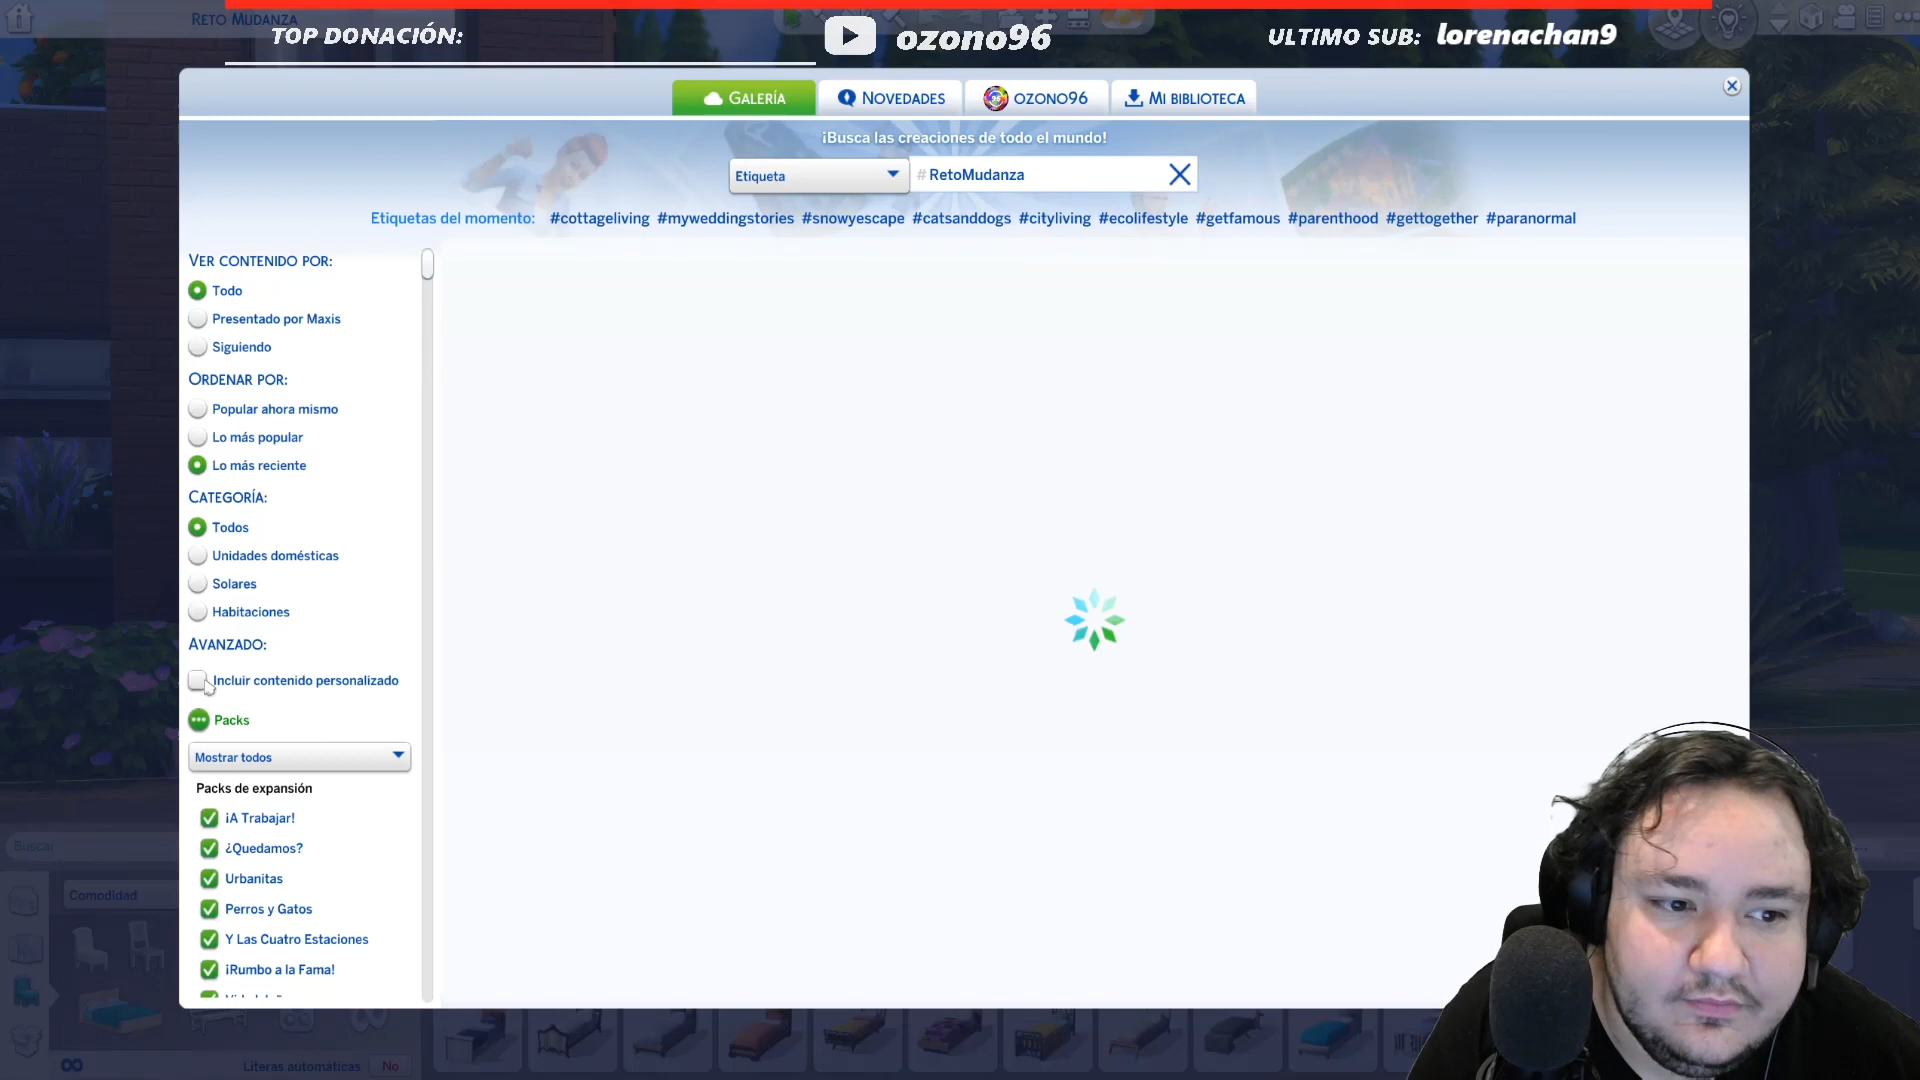 RETO MUDANZA
TOP DONACIÓN:
ozono96
ULTIMO SUB: lorenachan9
GALERÍA
NOVEDADES
OZONO96
MI BIBLIOTECA
¡Busca las creaciones de todo el mundo!
Etiqueta
#RetoMudanza
Etiquetas del momento: #cottageliving #myweddingstories #snowyescape #catsanddogs #cityliving #ecolifestyle #getfamous #parenthood #gettogether #paranormal
VER CONTENIDO POR:
Todo
Presentado por Maxis
Siguiendo
ORDENAR POR:
Popular ahora mismo
Lo más popular
Lo más reciente
CATEGORÍA:
Todos
Unidades domésticas
Solares
Habitaciones
AVANZADO:
Incluir contenido personalizado
Packs
Mostrar todos
Packs de expansión
¡A Trabajar!
¿Quedamos?
Urbanitas
Perros y Gatos
Y Las Cuatro Estaciones
¡Rumbo a la Fama!
Buscar
Comodidad
Literas automáticas
No